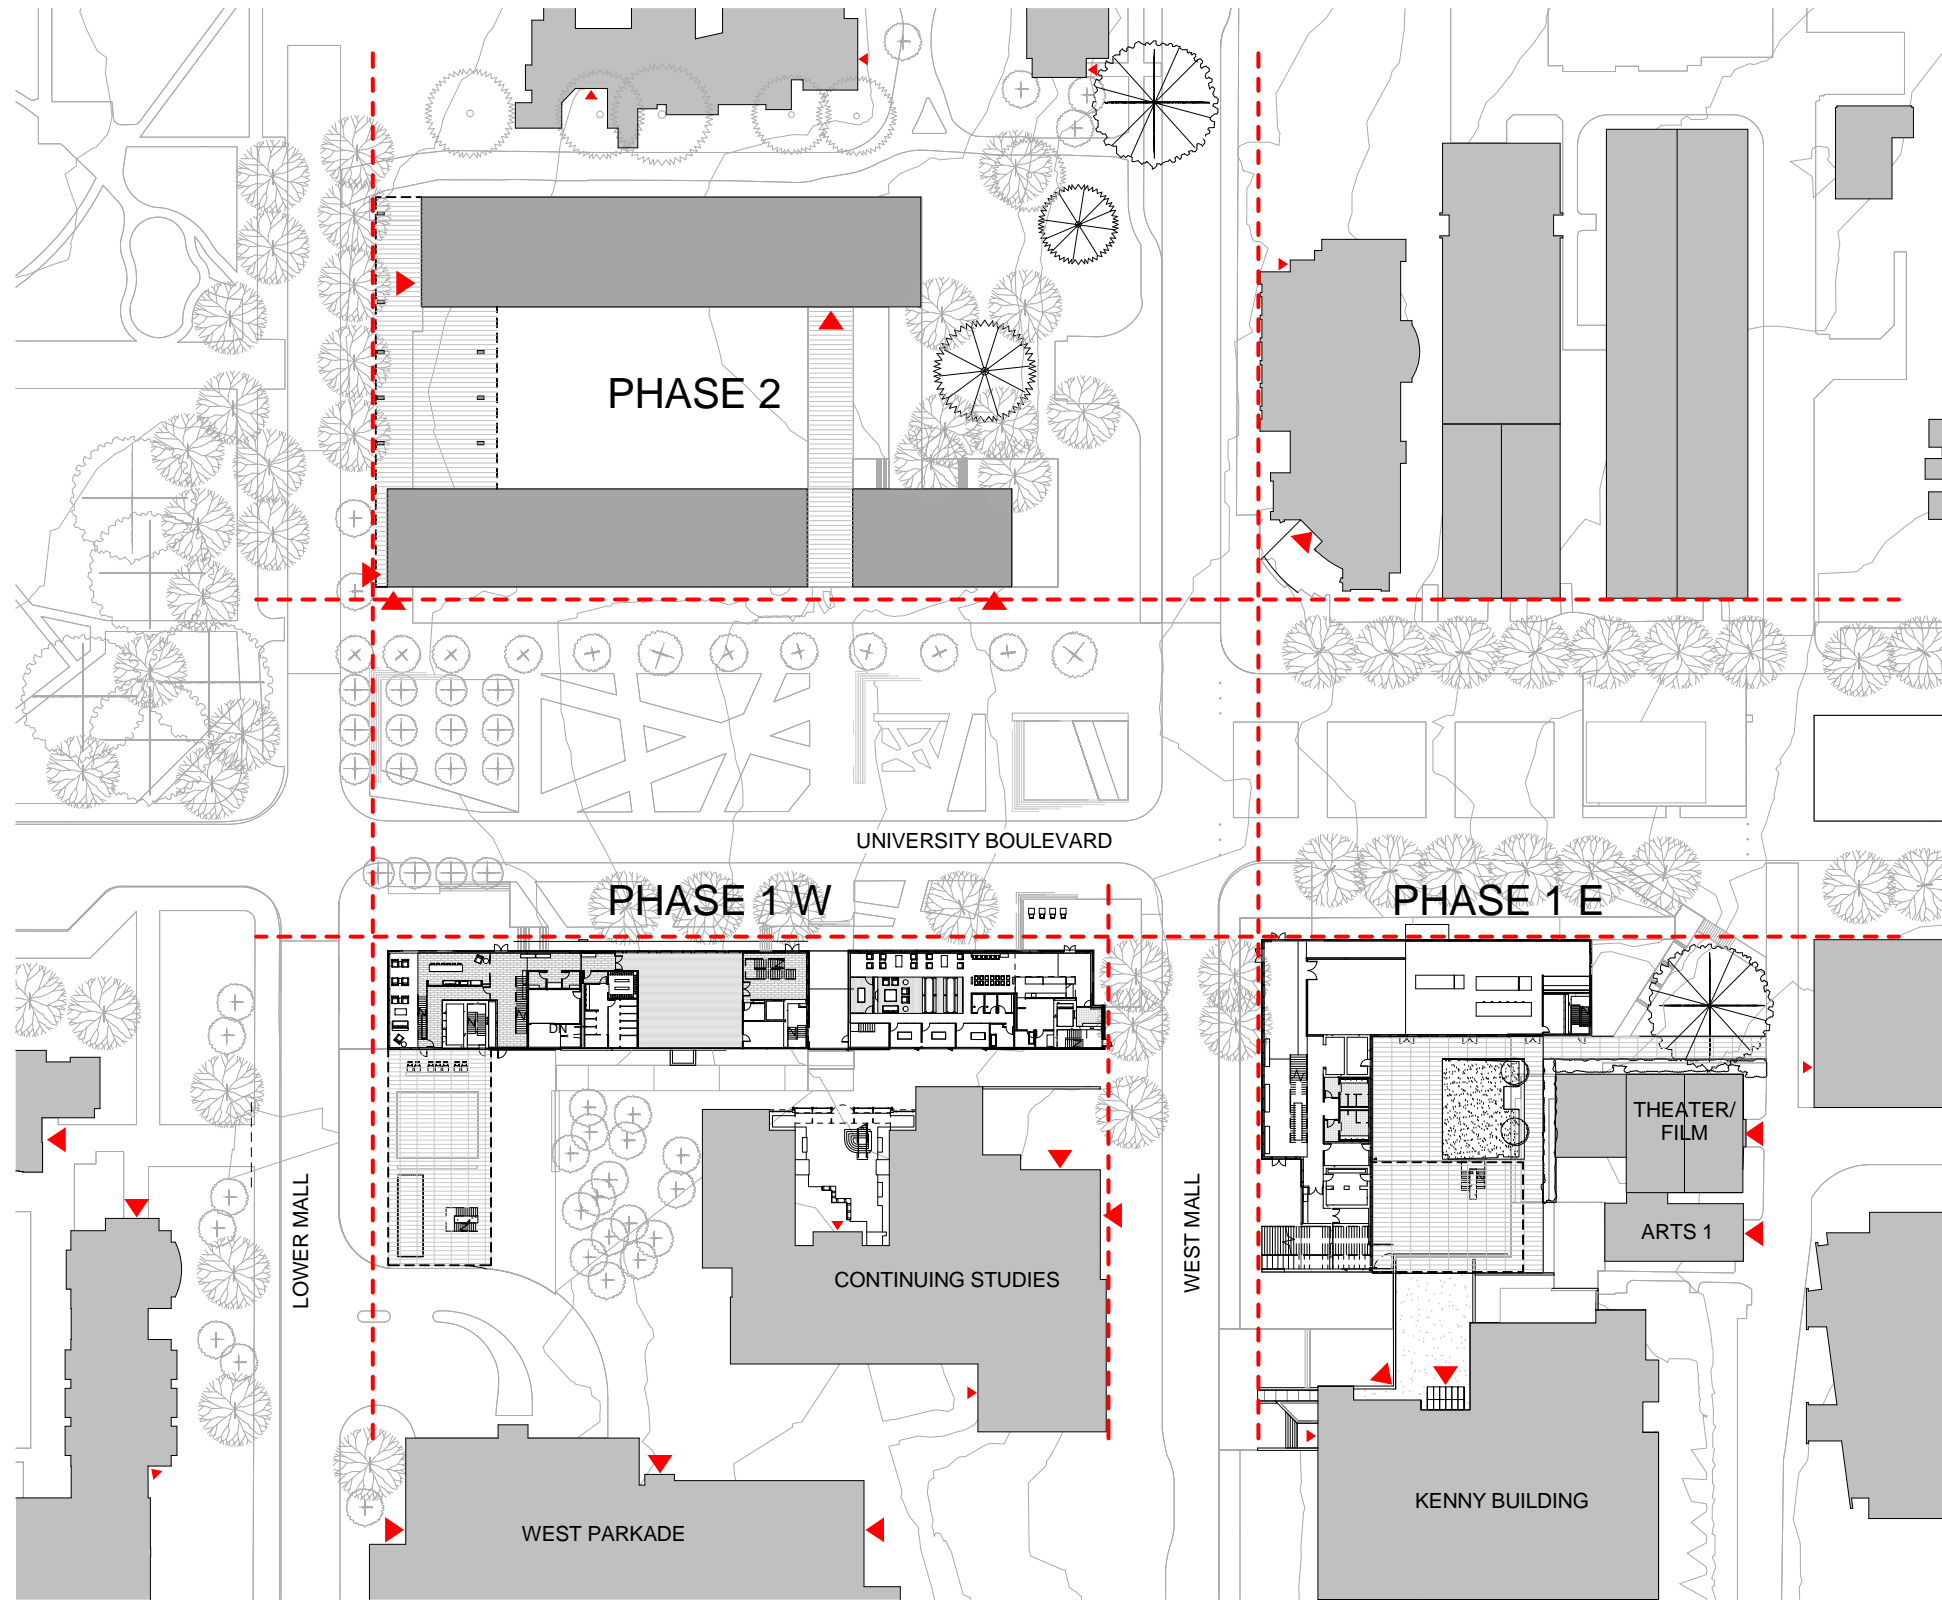 PHASE 2
UNIVERSITY BOULEVARD
PHASE 1 W
PHASE 1 E
DN
THEATER/
FILM
LOWER MALL
WEST MALL
ARTS 1
CONTINUING STUDIES
KENNY BUILDING
WEST PARKADE